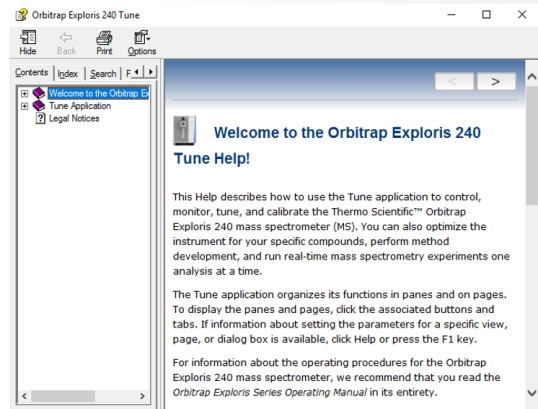 Orbitrap Exploris 240 Tune
Hide Back Print Options
Contents Index Search F
Welcome to the Orbitrap Ex
Tune Application
Legal Notices
< >
Welcome to the Orbitrap Exploris 240
Tune Help!
This Help describes how to use the Tune application to control,
monitor, tune, and calibrate the Thermo Scientific™ Orbitrap
Exploris 240 mass spectrometer (MS). You can also optimize the
instrument for your specific compounds, perform method
development, and run real-time mass spectrometry experiments one
analysis at a time.
The Tune application organizes its functions in panes and on pages.
To display the panes and pages, click the associated buttons and
tabs. If information about setting the parameters for a specific view,
page, or dialog box is available, click Help or press the F1 key.
For information about the operating procedures for the Orbitrap
Exploris 240 mass spectrometer, we recommend that you read the
Orbitrap Exploris Series Operating Manual in its entirety.